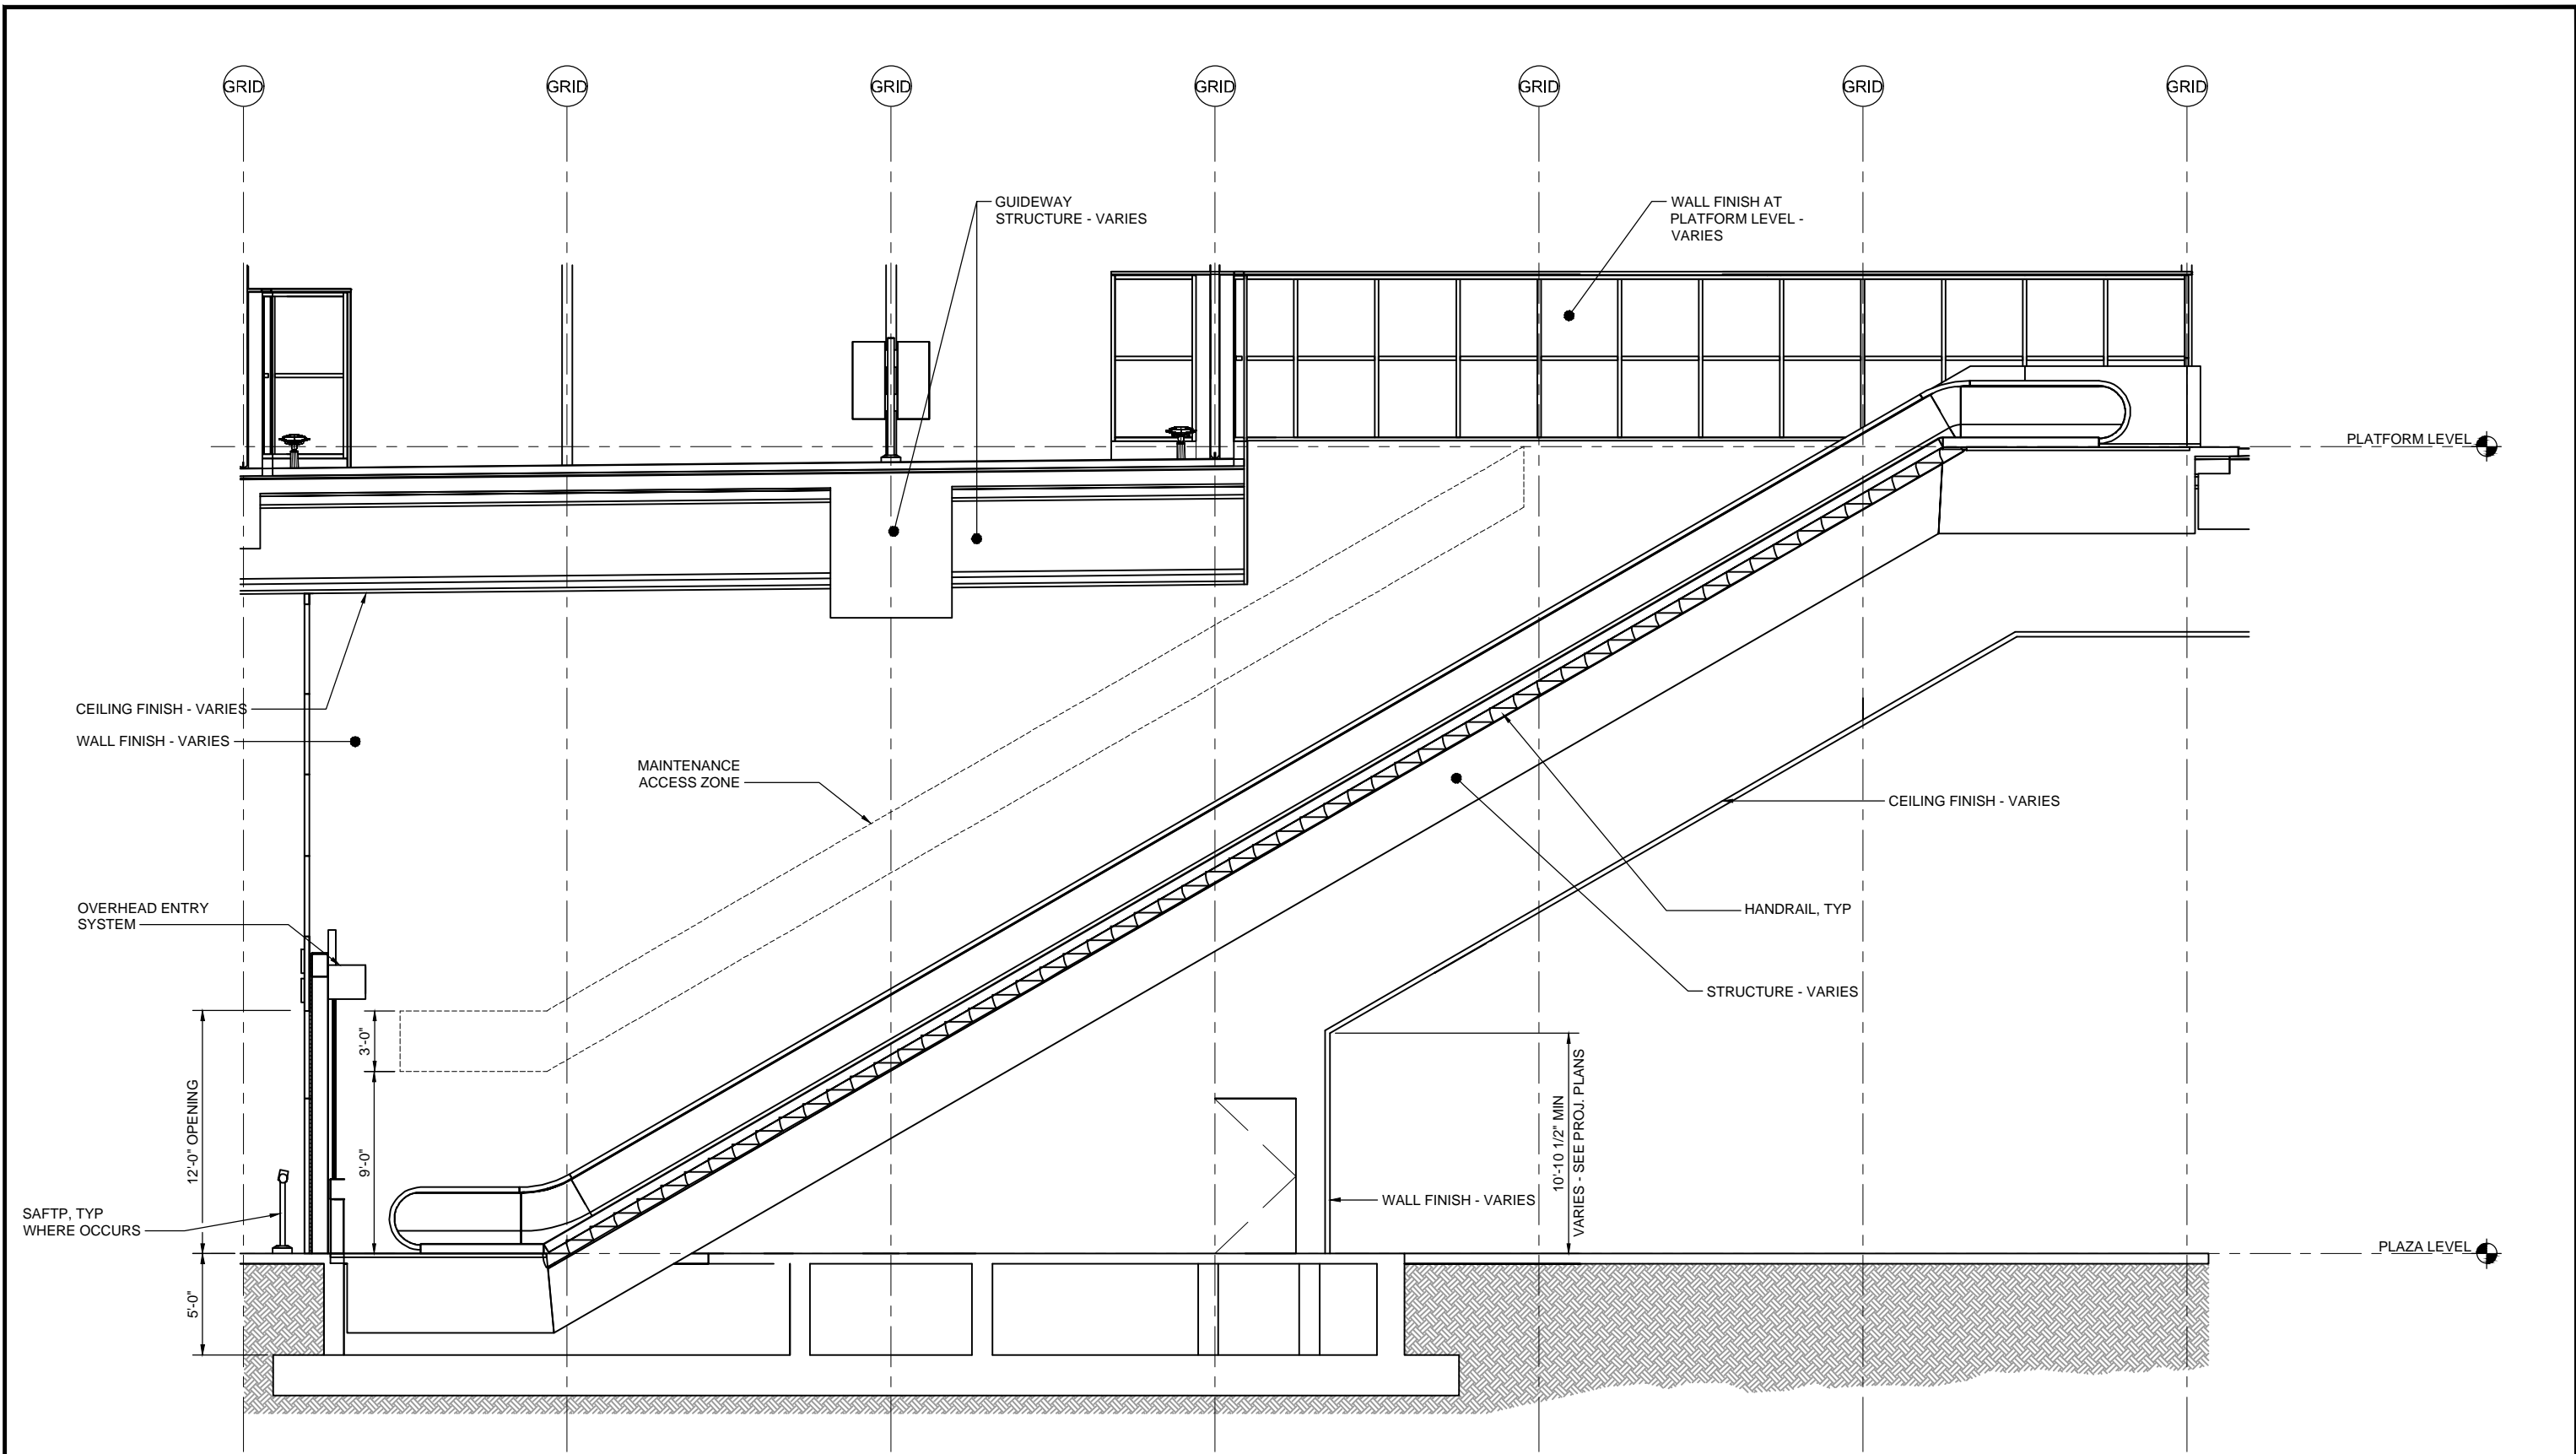 GRID
GRID
GRID
GRID
GRID
GRID
GRID
GUIDEWAY
STRUCTURE - VARIES
WALL FINISH AT
PLATFORM LEVEL -
VARIES
PLATFORM LEVEL
CEILING FINISH - VARIES
WALL FINISH - VARIES
MAINTENANCE
ACCESS ZONE
CEILING FINISH - VARIES
OVERHEAD ENTRY
SYSTEM
HANDRAIL, TYP
STRUCTURE - VARIES
3'-0"
12'-0" OPENING
9'-0"
10'-10 1/2" MIN
VARIES - SEE PROJ. PLANS
WALL FINISH - VARIES
SAFTP, TYP
WHERE OCCURS
PLAZA LEVEL
5'-0"